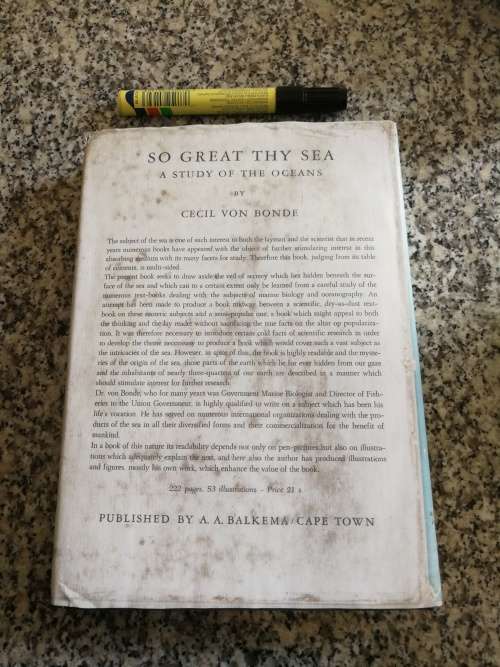 SO GREAT THY SEA
A STUDY OF THE OCEANS
BY
CECIL VON BONDE
The subject of the sea is one of such interest to both the layman and the scientist that in recent
years numerous books have appeared with the object of further stimulating interest in this
absorbing medium with its many facets for study. Therefore this book, judging from its table
of contents, is multi-sided.
The present book seeks to draw aside the veil of secrecy which lies hidden beneath the sur-
face of the sea and which can to a certain extent only be learned from a careful study of the
numerous text-books dealing with the subjects of marine biology and oceanography. An
attempt has been made to produce a book midway between a scientific, dry-as-dust text-
book on these esoteric subjects and a semi-popular one, a book which might appeal to both
the thinking and the lay reader without sacrificing the true facts on the altar of populariza-
tion. It was therefore necessary to introduce certain cold facts of scientific research in order
to develop the theme necessary to produce a book which would cover such a vast subject as
the intricacies of the sea. However, in spite of this, the book is highly readable and the myste-
ries of the origin of the seas, those parts of the earth which lie for ever hidden from our gaze
and the inhabitants of nearly three-quarters of our earth are described in a manner which
should stimulate interest for further research.
Dr. von Bonde, who for many years was Government Marine Biologist and Director of Fish-
eries to the Union Government, is highly qualified to write on a subject which has been his
life's vocation. He has served on numerous international organizations dealing with the pro-
ducts of the sea in all their diversified forms and their commercialization for the benefit of
mankind.
In a book of this nature its readability depends not only on pen-pictures but also on illustra-
tions which adequately explain the text, and here also the author has produced illustrations
and figures, mostly his own work, which enhance the value of the book.
222 pages, 53 illustrations – Price 21 s
PUBLISHED BY A. A. BALKEMA / CAPE TOWN